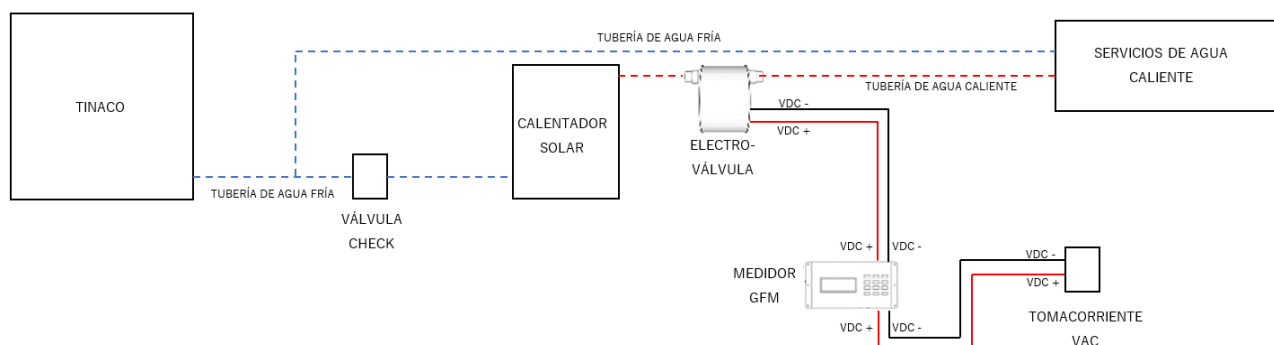 TUBERÍA DE AGUA FRÍA
SERVICIOS DE AGUA
CALIENTE
TINACO
TUBERÍA DE AGUA CALIENTE
CALENTADOR
SOLAR
VDC -
VDC +
ELECTRO-
VÁLVULA
TUBERÍA DE AGUA FRÍA
VÁLVULA
CHECK
VDC +
VDC -
MEDIDOR
GFM
VDC -
VDC +
VDC +
VDC -
TOMACORRIENTE
VAC